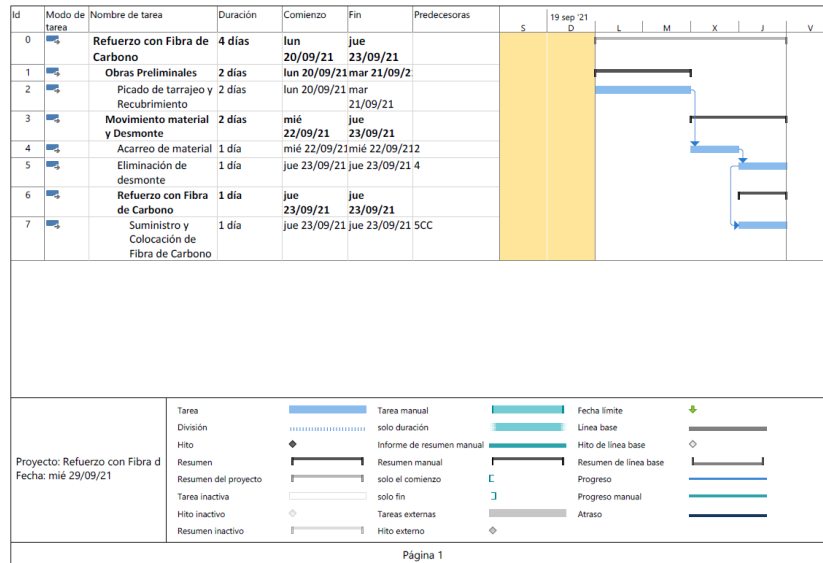 Id Modo de tarea Nombre de tarea Duración Comienzo Fin Predecesoras
19 sep '21
S D L M X J V
0 Refuerzo con Fibra de Carbono 4 días lun 20/09/21 jue 23/09/21
1 Obras Preliminales 2 días lun 20/09/21 mar 21/09/2
2 Picado de tarrajeo y Recubrimiento 2 días lun 20/09/21 mar 21/09/21
3 Movimiento material y Desmonte 2 días mié 22/09/21 jue 23/09/21
4 Acarreo de material 1 día mié 22/09/21 mié 22/09/21 2
5 Eliminación de desmonte 1 día jue 23/09/21 jue 23/09/21 4
6 Refuerzo con Fibra de Carbono 1 día jue 23/09/21 jue 23/09/21
7 Suministro y Colocación de Fibra de Carbono 1 día jue 23/09/21 jue 23/09/21 5CC
Proyecto: Refuerzo con Fibra d
Fecha: mié 29/09/21
Tarea
División
Hito
Resumen
Resumen del proyecto
Tarea inactiva
Hito inactivo
Resumen inactivo
Tarea manual
solo duración
Informe de resumen manual
Resumen manual
solo el comienzo
solo fin
Tareas externas
Hito externo
Fecha límite
Línea base
Hito de línea base
Resumen de línea base
Progreso
Progreso manual
Atraso
Página 1